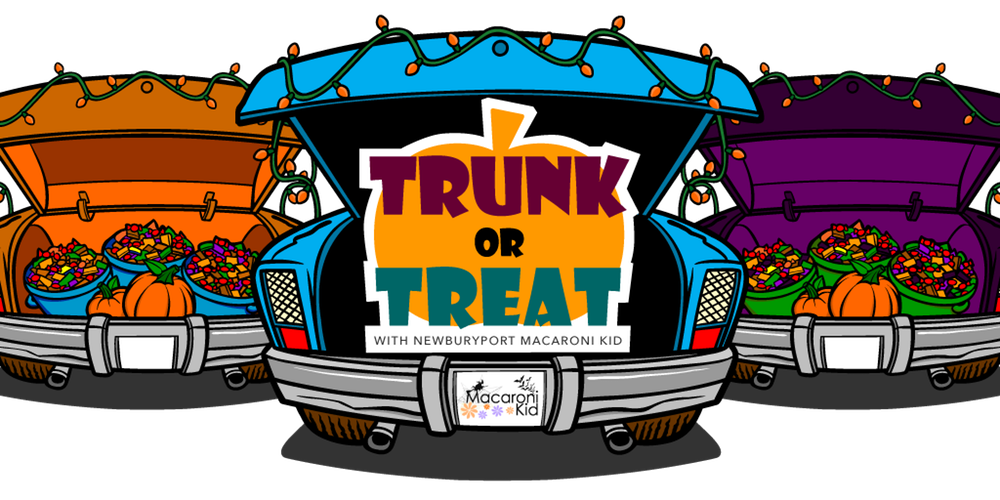 TRUNK
OR
TREAT
WITH NEWBURYPORT MACARONI KID
Macaroni
Kid